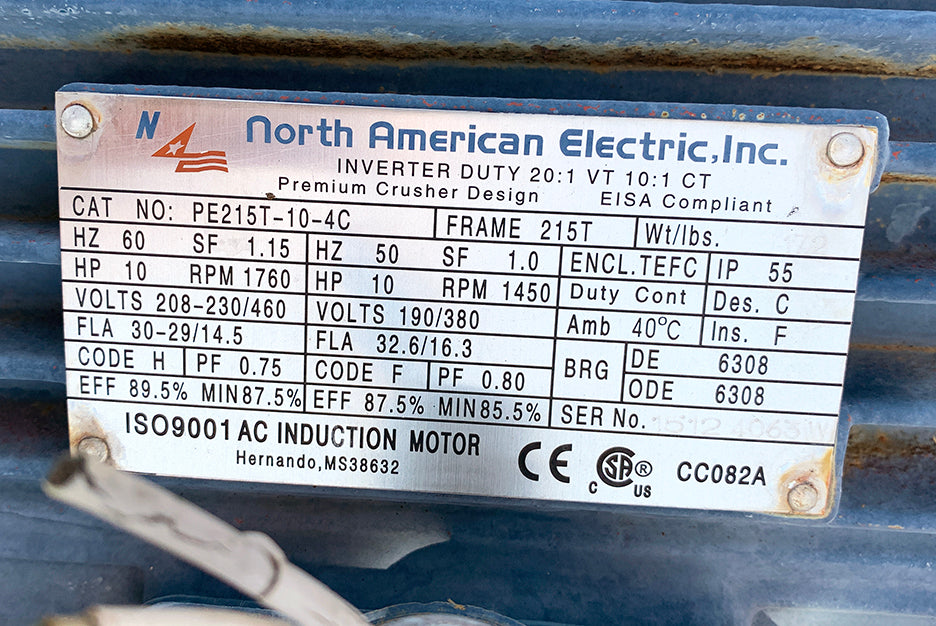 NAE North American Electric,Inc.
INVERTER DUTY 20:1 VT 10:1 CT
Premium Crusher Design EISA Compliant
CAT NO: PE215T-10-4C FRAME 215T Wt/lbs.
HZ 60 SF 1.15 HZ 50 SF 1.0 ENCL.TEFC IP 55
HP 10 RPM 1760 HP 10 RPM 1450 Duty Cont Des. C
VOLTS 208-230/460 VOLTS 190/380 Amb 40°C Ins. F
FLA 30-29/14.5 FLA 32.6/16.3 BRG DE 6308
CODE H PF 0.75 CODE F PF 0.80 ODE 6308
EFF 89.5% MIN87.5% EFF 87.5% MIN85.5% SER No.
ISO9001 AC INDUCTION MOTOR
Hernando,MS38632
CE C SA® US CC082A